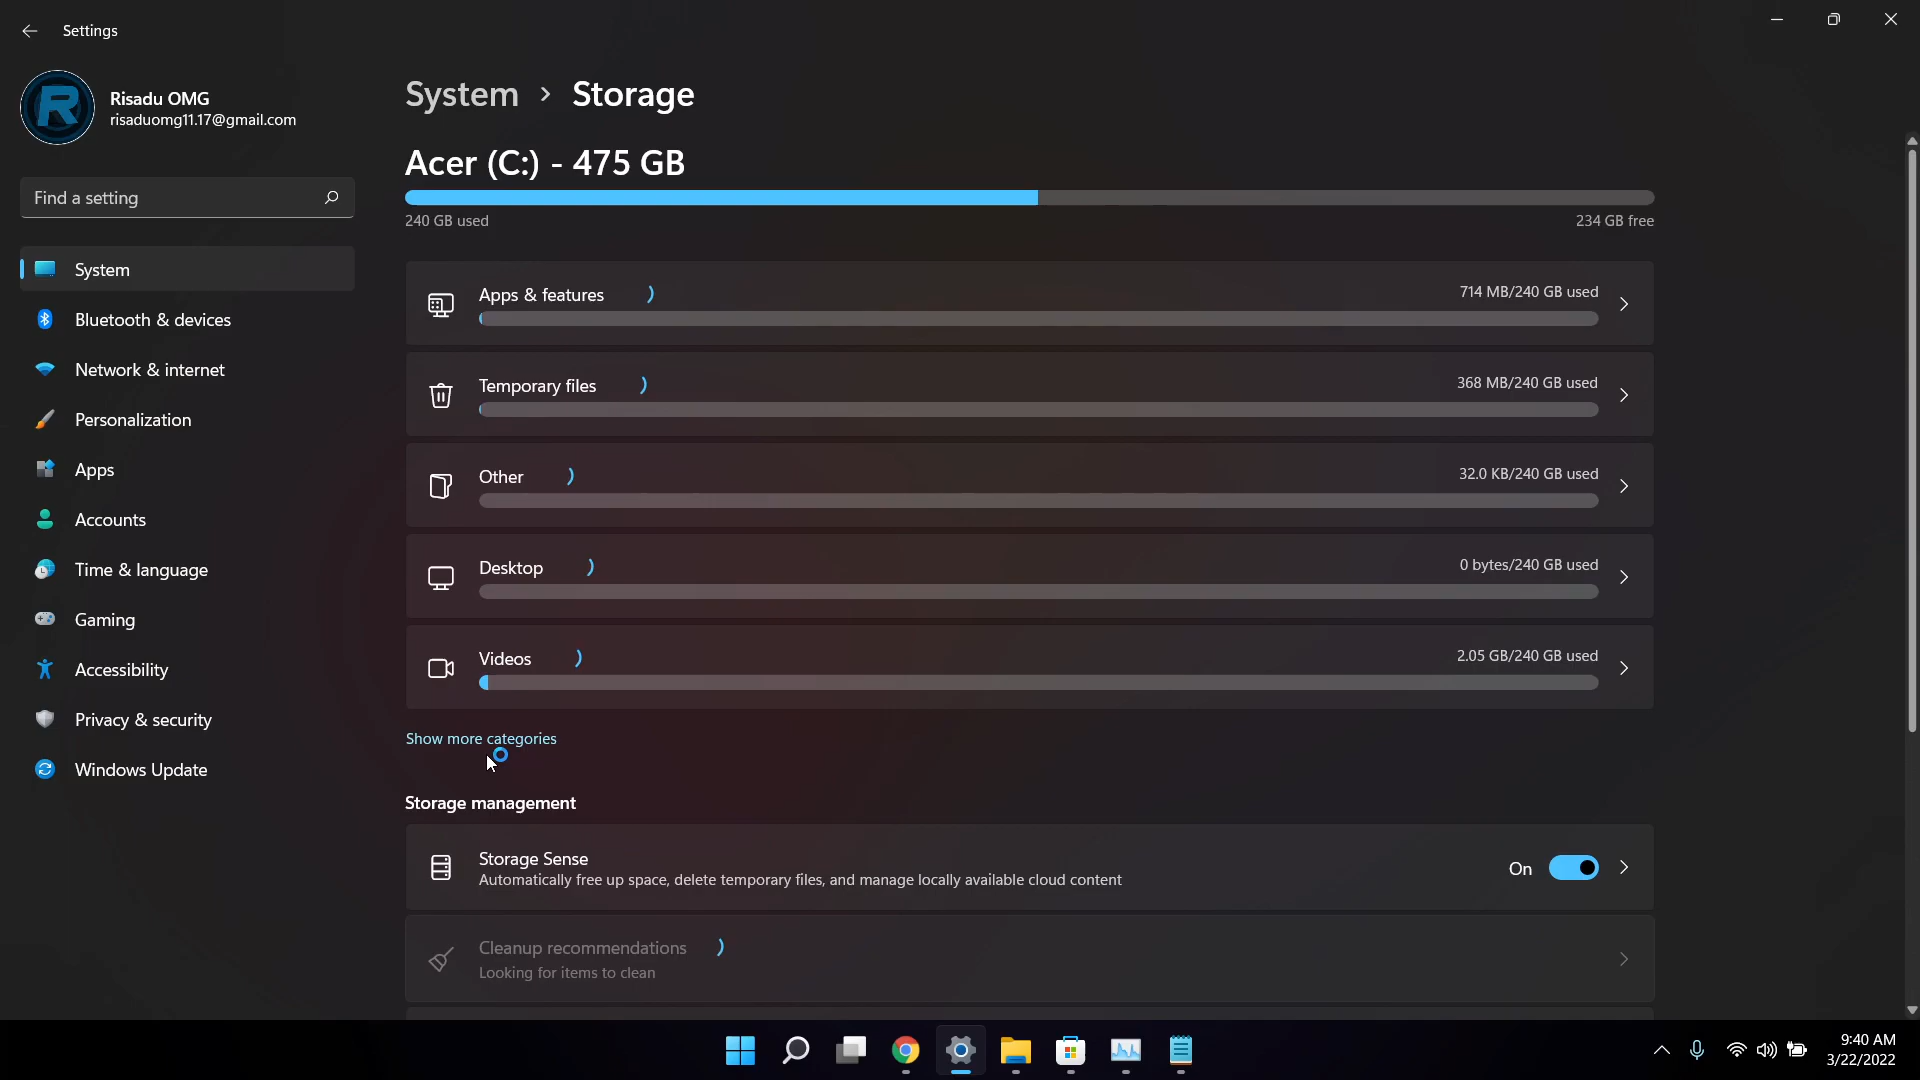 Settings
Risadu OMG
risaduomg11.17@gmail.com
Find a setting
System
Bluetooth & devices
Network & internet
Personalization
Apps
Accounts
Time & language
Gaming
Accessibility
Privacy & security
Windows Update
System > Storage
Acer (C:) - 475 GB
240 GB used
234 GB free
Apps & features
714 MB/240 GB used
Temporary files
368 MB/240 GB used
Other
32.0 KB/240 GB used
Desktop
0 bytes/240 GB used
Videos
2.05 GB/240 GB used
Show more categories
Storage management
Storage Sense
Automatically free up space, delete temporary files, and manage locally available cloud content
On
Cleanup recommendations
Looking for items to clean
9:40 AM
3/22/2022